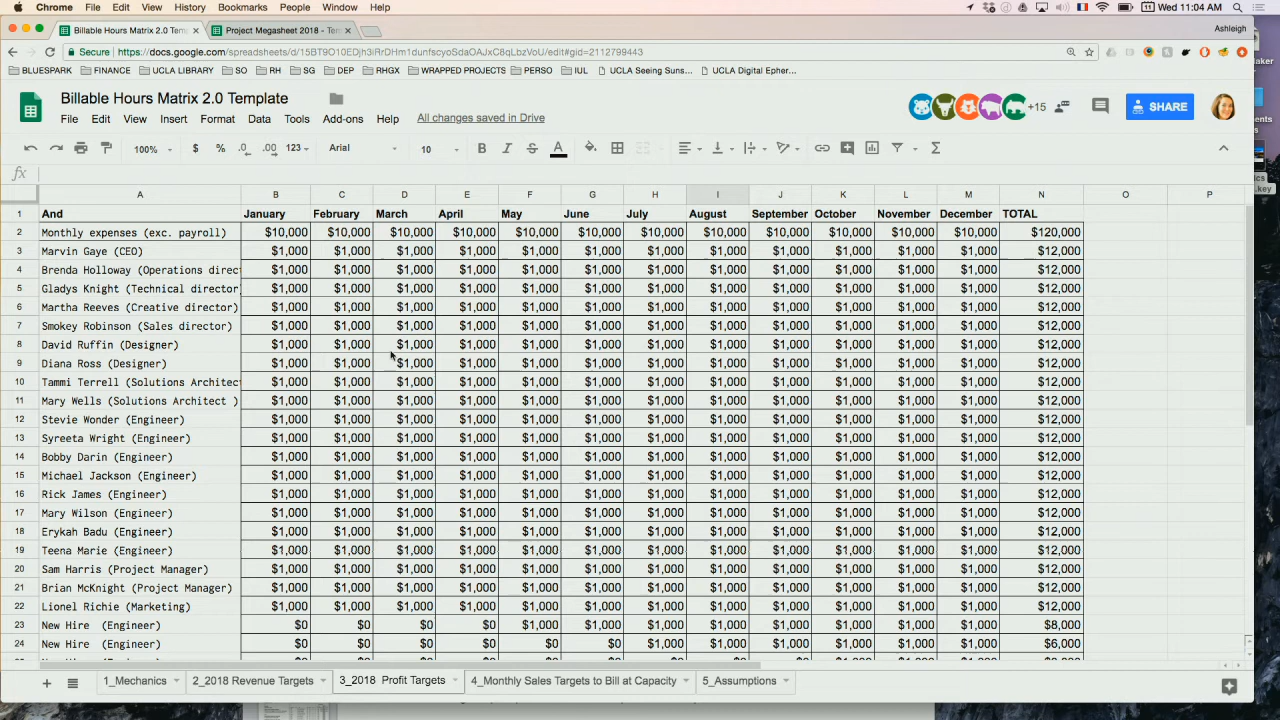 Chrome File Edit View History Bookmarks People Window Help 11 Wed 11:04 AM
Billable Hours Matrix 2.0 Temp Project Megasheet 2018 - Tem Ashleigh
Secure https://docs.google.com/spreadsheets/d/15BT9O10EDjh3iRrDHm1dunfscyoSdaOAJxC8qLbzVoU/edit#gid=2112799443
BLUESPARK FINANCE UCLA LIBRARY SO RH SG DEP RHGX WRAPPED PROJECTS PERSO IUL UCLA Seeing Suns... UCLA Digital Epher...
Billable Hours Matrix 2.0 Template
+15 SHARE
File Edit View Insert Format Data Tools Add-ons Help All changes saved in Drive
100% $ % .0 .00 123 Arial 10 B I S A Σ
fx
A B C D E F G H I J K L M N O P
1 And January February March April May June July August September October November December TOTAL
2 Monthly expenses (exc. payroll) $10,000 $10,000 $10,000 $10,000 $10,000 $10,000 $10,000 $10,000 $10,000 $10,000 $10,000 $10,000 $120,000
3 Marvin Gaye (CEO) $1,000 $1,000 $1,000 $1,000 $1,000 $1,000 $1,000 $1,000 $1,000 $1,000 $1,000 $1,000 $12,000
4 Brenda Holloway (Operations direc $1,000 $1,000 $1,000 $1,000 $1,000 $1,000 $1,000 $1,000 $1,000 $1,000 $1,000 $1,000 $12,000
5 Gladys Knight (Technical director $1,000 $1,000 $1,000 $1,000 $1,000 $1,000 $1,000 $1,000 $1,000 $1,000 $1,000 $1,000 $12,000
6 Martha Reeves (Creative director) $1,000 $1,000 $1,000 $1,000 $1,000 $1,000 $1,000 $1,000 $1,000 $1,000 $1,000 $1,000 $12,000
7 Smokey Robinson (Sales director) $1,000 $1,000 $1,000 $1,000 $1,000 $1,000 $1,000 $1,000 $1,000 $1,000 $1,000 $1,000 $12,000
8 David Ruffin (Designer) $1,000 $1,000 $1,000 $1,000 $1,000 $1,000 $1,000 $1,000 $1,000 $1,000 $1,000 $1,000 $12,000
9 Diana Ross (Designer) $1,000 $1,000 $1,000 $1,000 $1,000 $1,000 $1,000 $1,000 $1,000 $1,000 $1,000 $1,000 $12,000
10 Tammi Terrell (Solutions Architect $1,000 $1,000 $1,000 $1,000 $1,000 $1,000 $1,000 $1,000 $1,000 $1,000 $1,000 $1,000 $12,000
11 Mary Wells (Solutions Architect ) $1,000 $1,000 $1,000 $1,000 $1,000 $1,000 $1,000 $1,000 $1,000 $1,000 $1,000 $1,000 $12,000
12 Stevie Wonder (Engineer) $1,000 $1,000 $1,000 $1,000 $1,000 $1,000 $1,000 $1,000 $1,000 $1,000 $1,000 $1,000 $12,000
13 Syreeta Wright (Engineer) $1,000 $1,000 $1,000 $1,000 $1,000 $1,000 $1,000 $1,000 $1,000 $1,000 $1,000 $1,000 $12,000
14 Bobby Darin (Engineer) $1,000 $1,000 $1,000 $1,000 $1,000 $1,000 $1,000 $1,000 $1,000 $1,000 $1,000 $1,000 $12,000
15 Michael Jackson (Engineer) $1,000 $1,000 $1,000 $1,000 $1,000 $1,000 $1,000 $1,000 $1,000 $1,000 $1,000 $1,000 $12,000
16 Rick James (Engineer) $1,000 $1,000 $1,000 $1,000 $1,000 $1,000 $1,000 $1,000 $1,000 $1,000 $1,000 $1,000 $12,000
17 Mary Wilson (Engineer) $1,000 $1,000 $1,000 $1,000 $1,000 $1,000 $1,000 $1,000 $1,000 $1,000 $1,000 $1,000 $12,000
18 Erykah Badu (Engineer) $1,000 $1,000 $1,000 $1,000 $1,000 $1,000 $1,000 $1,000 $1,000 $1,000 $1,000 $1,000 $12,000
19 Teena Marie (Engineer) $1,000 $1,000 $1,000 $1,000 $1,000 $1,000 $1,000 $1,000 $1,000 $1,000 $1,000 $1,000 $12,000
20 Sam Harris (Project Manager) $1,000 $1,000 $1,000 $1,000 $1,000 $1,000 $1,000 $1,000 $1,000 $1,000 $1,000 $1,000 $12,000
21 Brian McKnight (Project Manager) $1,000 $1,000 $1,000 $1,000 $1,000 $1,000 $1,000 $1,000 $1,000 $1,000 $1,000 $1,000 $12,000
22 Lionel Richie (Marketing) $1,000 $1,000 $1,000 $1,000 $1,000 $1,000 $1,000 $1,000 $1,000 $1,000 $1,000 $1,000 $12,000
23 New Hire (Engineer) $0 $0 $0 $0 $1,000 $1,000 $1,000 $1,000 $1,000 $1,000 $1,000 $1,000 $8,000
24 New Hire (Engineer) $0 $0 $0 $0 $0 $0 $1,000 $1,000 $1,000 $1,000 $1,000 $1,000 $6,000
1_Mechanics 2_2018 Revenue Targets 3_2018 Profit Targets 4_Monthly Sales Targets to Bill at Capacity 5_Assumptions